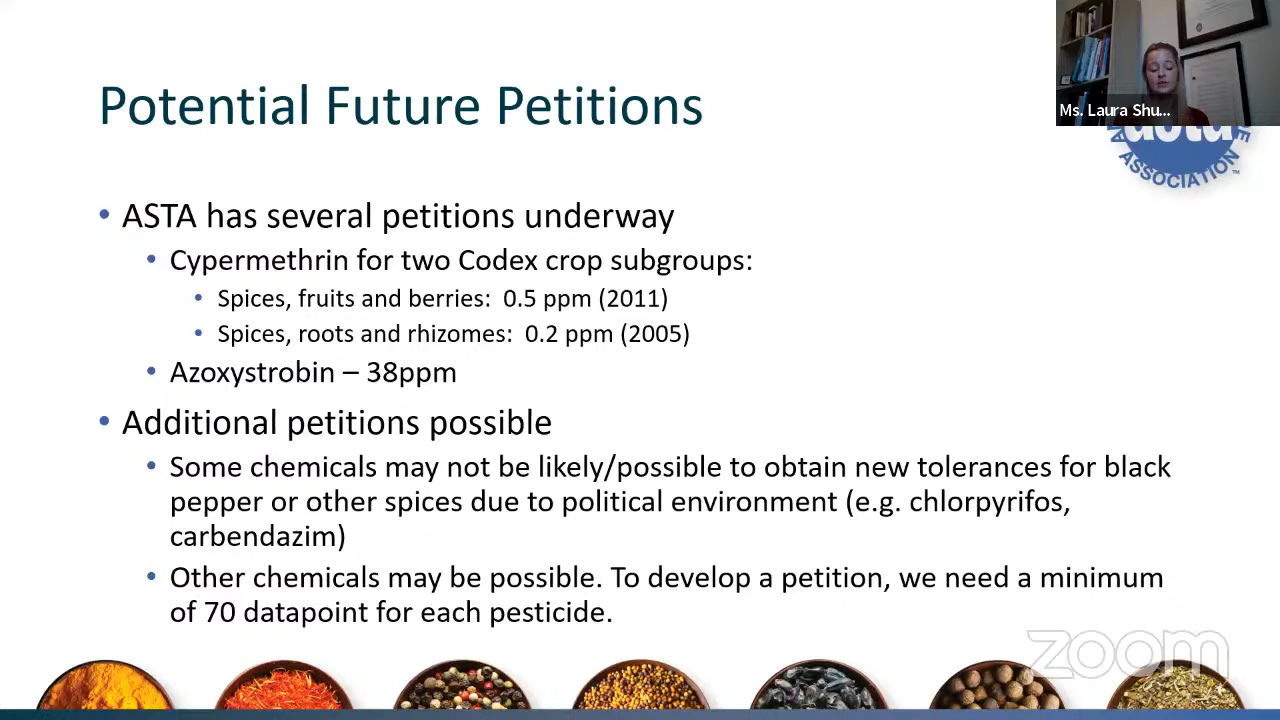 Ms. Laura Shu...
ASSOCIATION
Potential Future Petitions
• ASTA has several petitions underway
• Cypermethrin for two Codex crop subgroups:
• Spices, fruits and berries: 0.5 ppm (2011)
• Spices, roots and rhizomes: 0.2 ppm (2005)
• Azoxystrobin – 38ppm
• Additional petitions possible
• Some chemicals may not be likely/possible to obtain new tolerances for black
pepper or other spices due to political environment (e.g. chlorpyrifos,
carbendazim)
• Other chemicals may be possible. To develop a petition, we need a minimum
of 70 datapoint for each pesticide.
zoom